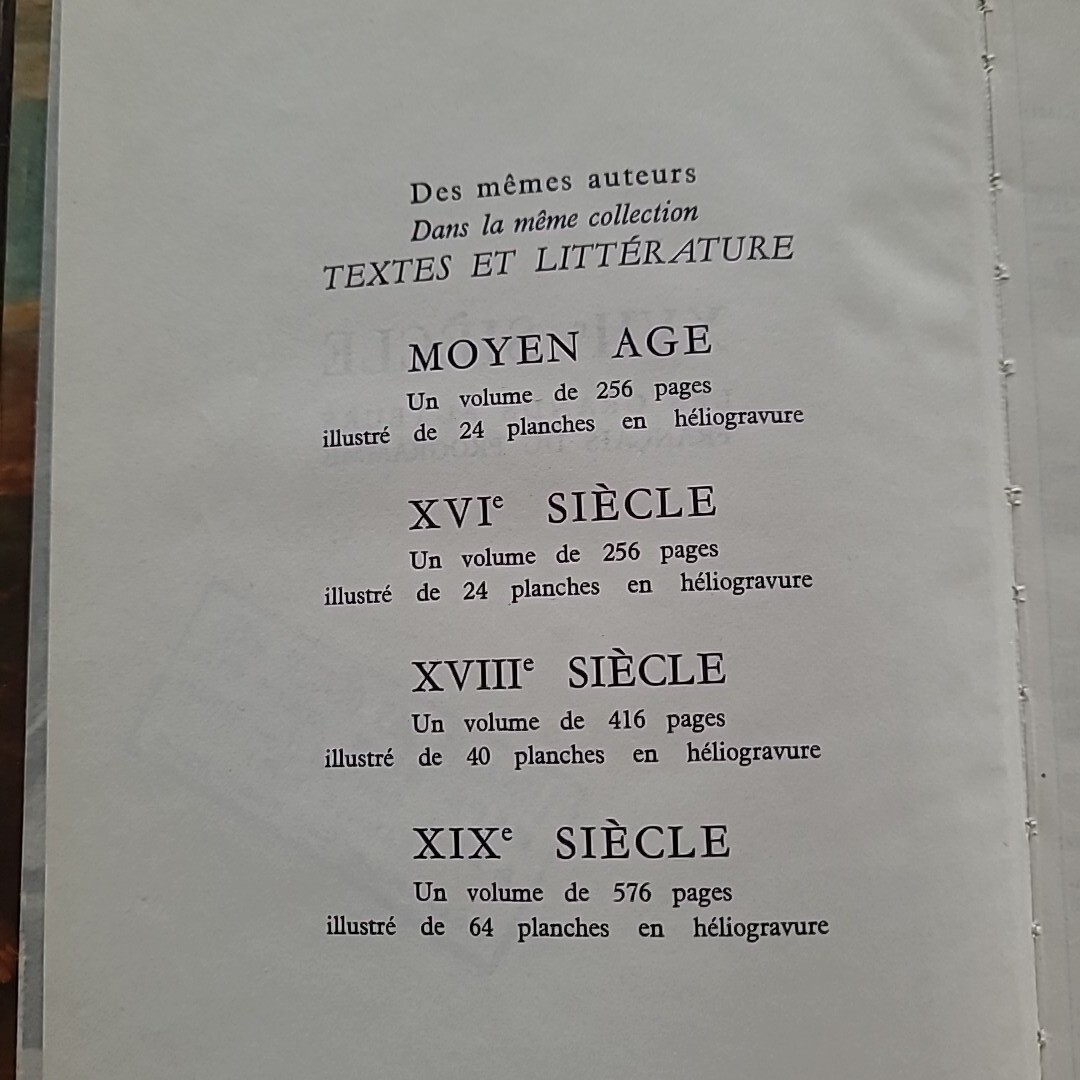 Des mêmes auteurs
Dans la même collection
TEXTES ET LITTÉRATURE
MOYEN AGE
Un volume de 256 pages
illustré de 24 planches en héliogravure
XVIe SIÈCLE
Un volume de 256 pages
illustré de 24 planches en héliogravure
XVIIIe SIÈCLE
Un volume de 416 pages
illustré de 40 planches en héliogravure
XIXe SIÈCLE
Un volume de 576 pages
illustré de 64 planches en héliogravure